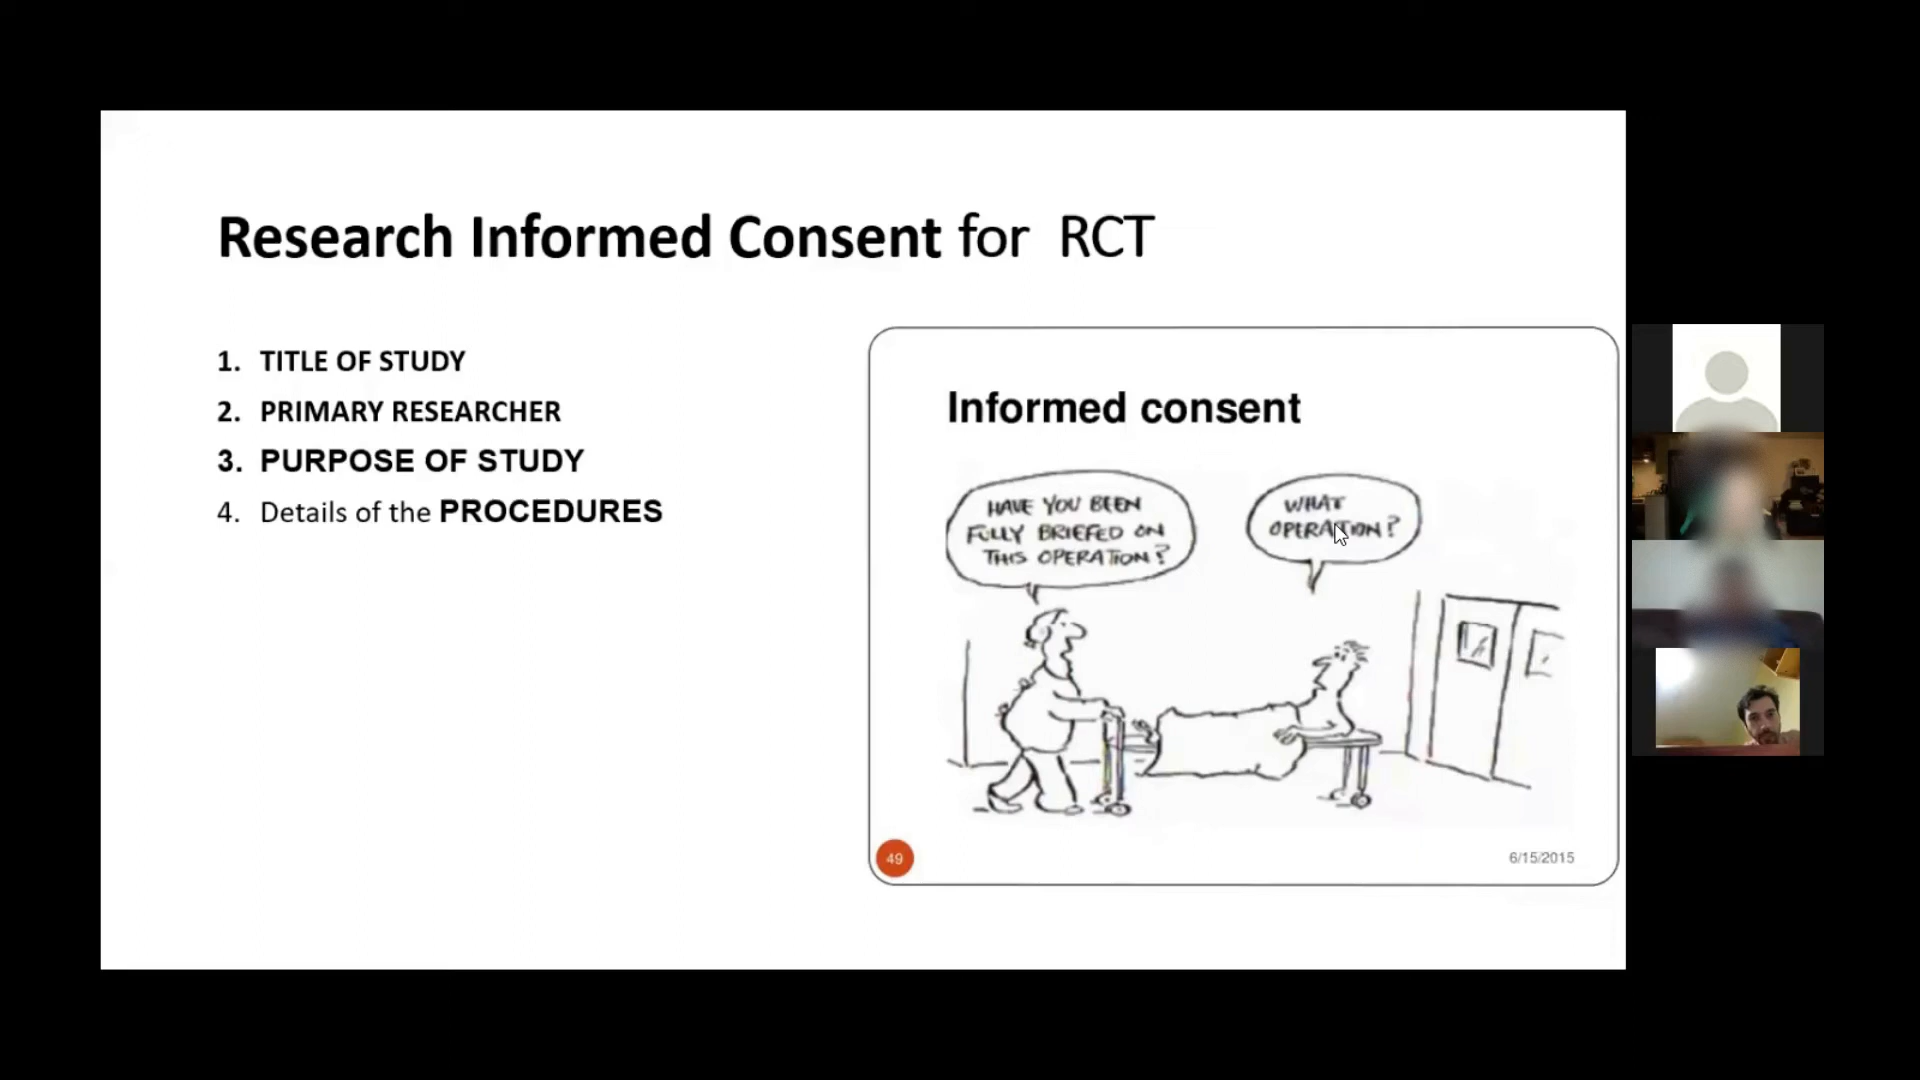 Research Informed Consent for RCT
1. TITLE OF STUDY
2. PRIMARY RESEARCHER
3. PURPOSE OF STUDY
4. Details of the PROCEDURES
Informed consent
HAVE YOU BEEN
FULLY BRIEFED ON
THIS OPERATION?
WHAT
OPERATION?
49
6/15/2015